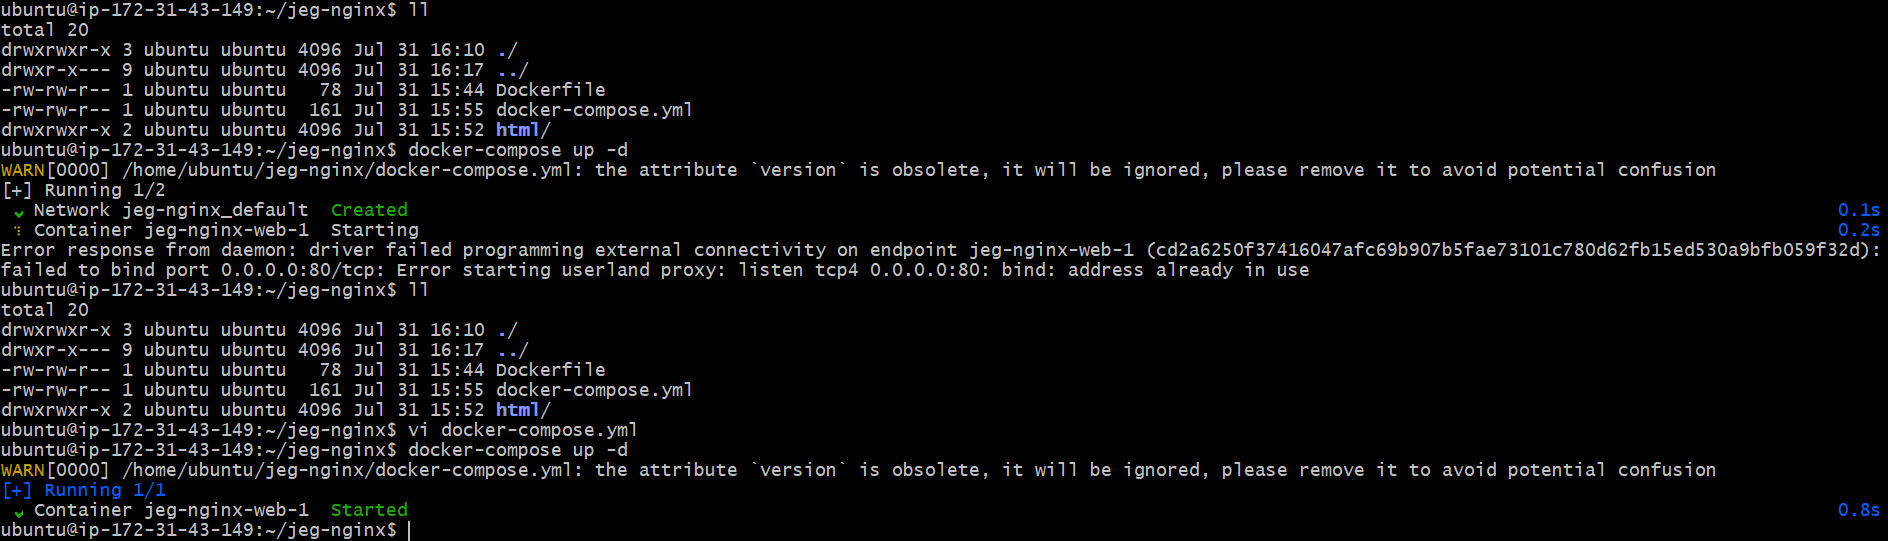 ubuntu@ip-172-31-43-149:~/jeg-nginx$ ll
total 20
drwxrwxr-x 3 ubuntu ubuntu 4096 Jul 31 16:10 ./
drwxr-x--- 9 ubuntu ubuntu 4096 Jul 31 16:17 ../
-rw-rw-r-- 1 ubuntu ubuntu   78 Jul 31 15:44 Dockerfile
-rw-rw-r-- 1 ubuntu ubuntu  161 Jul 31 15:55 docker-compose.yml
drwxrwxr-x 2 ubuntu ubuntu 4096 Jul 31 15:52 html/
ubuntu@ip-172-31-43-149:~/jeg-nginx$ docker-compose up -d
WARN[0000] /home/ubuntu/jeg-nginx/docker-compose.yml: the attribute `version` is obsolete, it will be ignored, please remove it to avoid potential confusion
[+] Running 1/2
✔ Network jeg-nginx_default  Created 0.1s
⠹ Container jeg-nginx-web-1  Starting 0.2s
Error response from daemon: driver failed programming external connectivity on endpoint jeg-nginx-web-1 (cd2a6250f37416047afc69b907b5fae73101c780d62fb15ed530a9bfb059f32d):
failed to bind port 0.0.0.0:80/tcp: Error starting userland proxy: listen tcp4 0.0.0.0:80: bind: address already in use
ubuntu@ip-172-31-43-149:~/jeg-nginx$ ll
total 20
drwxrwxr-x 3 ubuntu ubuntu 4096 Jul 31 16:10 ./
drwxr-x--- 9 ubuntu ubuntu 4096 Jul 31 16:17 ../
-rw-rw-r-- 1 ubuntu ubuntu   78 Jul 31 15:44 Dockerfile
-rw-rw-r-- 1 ubuntu ubuntu  161 Jul 31 15:55 docker-compose.yml
drwxrwxr-x 2 ubuntu ubuntu 4096 Jul 31 15:52 html/
ubuntu@ip-172-31-43-149:~/jeg-nginx$ vi docker-compose.yml
ubuntu@ip-172-31-43-149:~/jeg-nginx$ docker-compose up -d
WARN[0000] /home/ubuntu/jeg-nginx/docker-compose.yml: the attribute `version` is obsolete, it will be ignored, please remove it to avoid potential confusion
[+] Running 1/1
✔ Container jeg-nginx-web-1  Started 0.8s
ubuntu@ip-172-31-43-149:~/jeg-nginx$